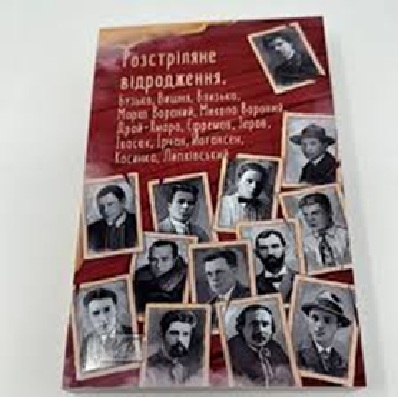 Розстріляне
відродження.
Бузько, Вишня, Влизько,
Марко Вороний, Микола Вороний,
Драй-Хмара, Єфремов, Зеров,
Івасюк, Ірчан, Йогансен,
Косинка, Липківський